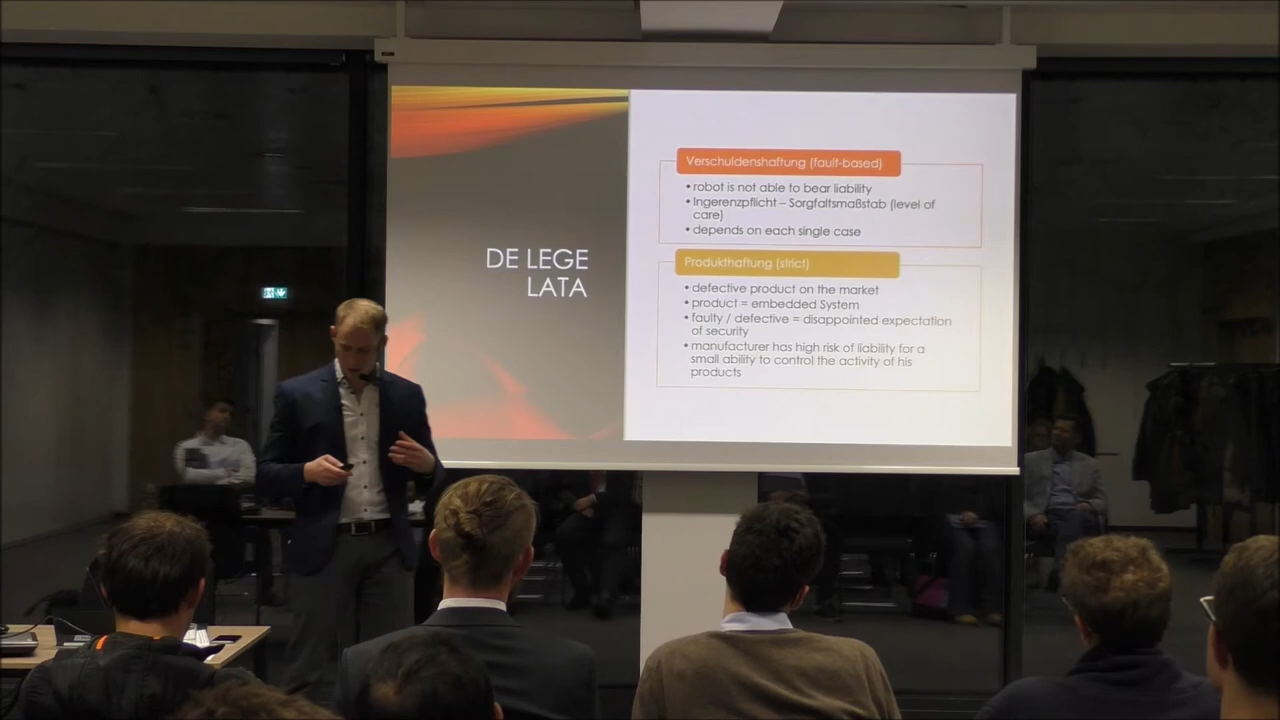 DE LEGE
LATA
Verschuldenshaftung (fault-based)
• robot is not able to bear liability
• Ingerenzpflicht – Sorgfaltsmaßstab (level of
care)
• depends on each single case
Produkthaftung (strict)
• defective product on the market
• product = embedded System
• faulty / defective = disappointed expectation
of security
• manufacturer has high risk of liability for a
small ability to control the activity of his
products